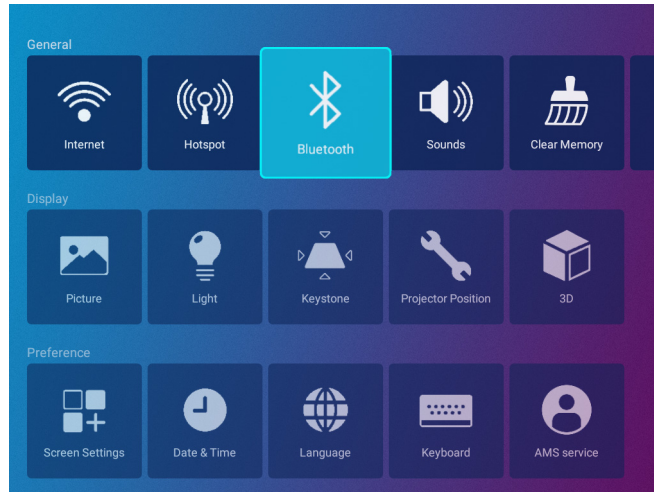 General
Internet
Hotspot
Bluetooth
Sounds
Clear Memory
Display
Picture
Light
Keystone
Projector Position
3D
Preference
Screen Settings
Date & Time
Language
Keyboard
AMS service